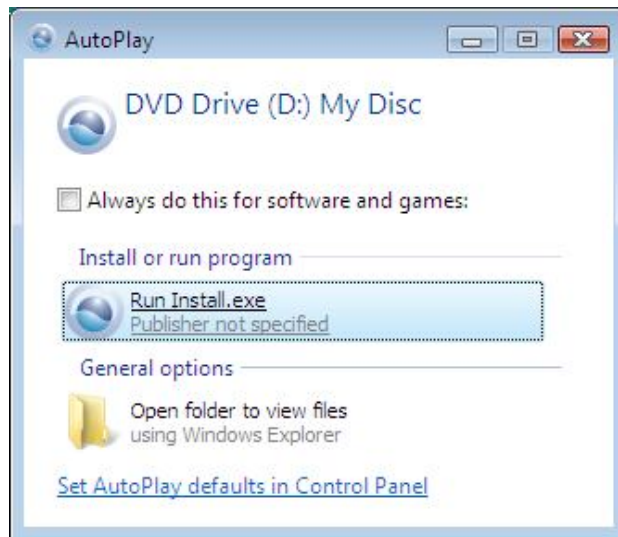 AutoPlay
DVD Drive (D:) My Disc
Always do this for software and games:
Install or run program
Run Install.exe
Publisher not specified
General options
Open folder to view files
using Windows Explorer
Set AutoPlay defaults in Control Panel